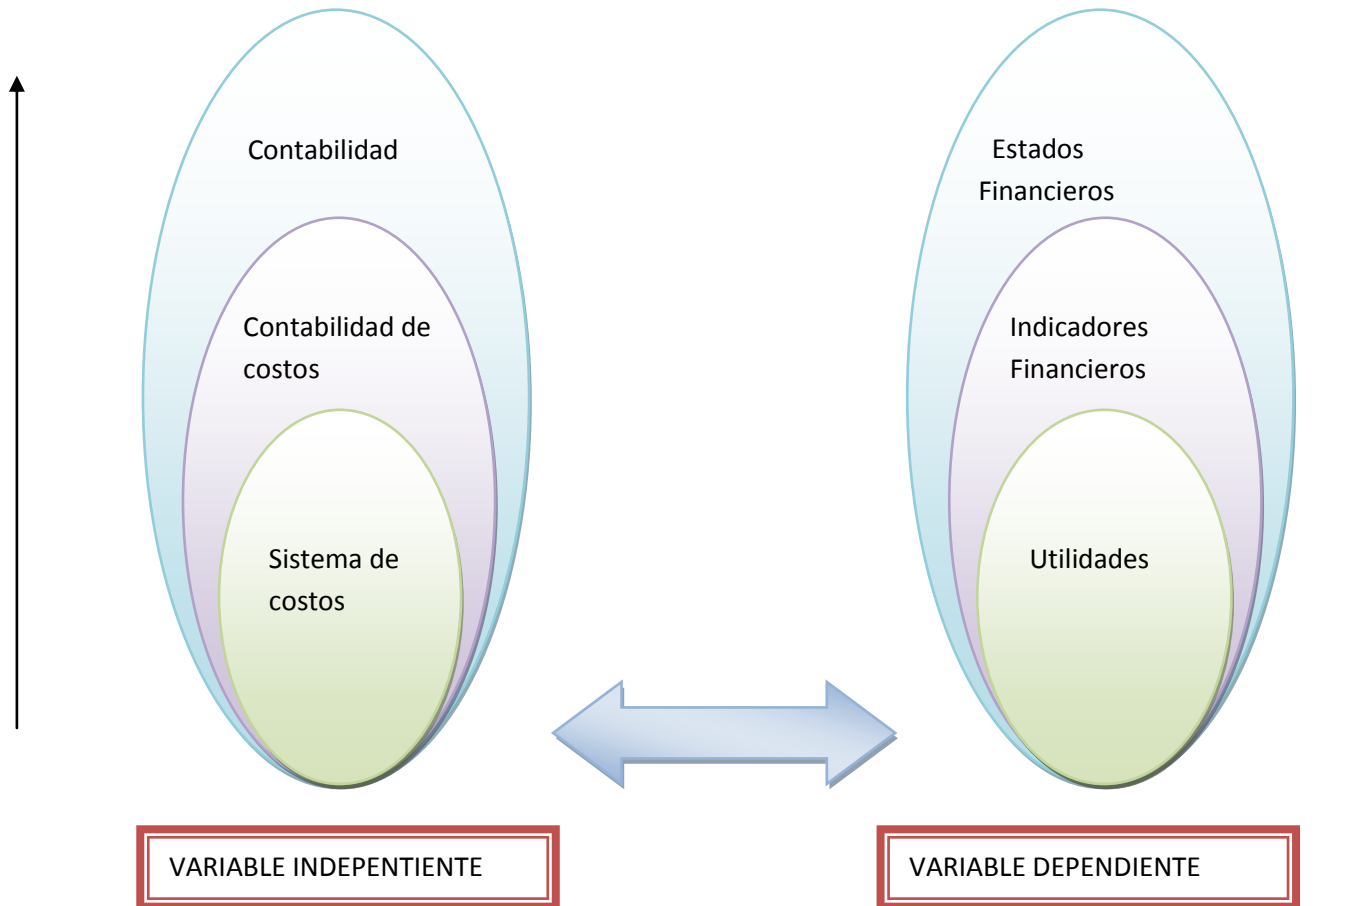 Contabilidad
Contabilidad de
costos
Sistema de
costos
VARIABLE INDEPENTIENTE
Estados
Financieros
Indicadores
Financieros
Utilidades
VARIABLE DEPENDIENTE